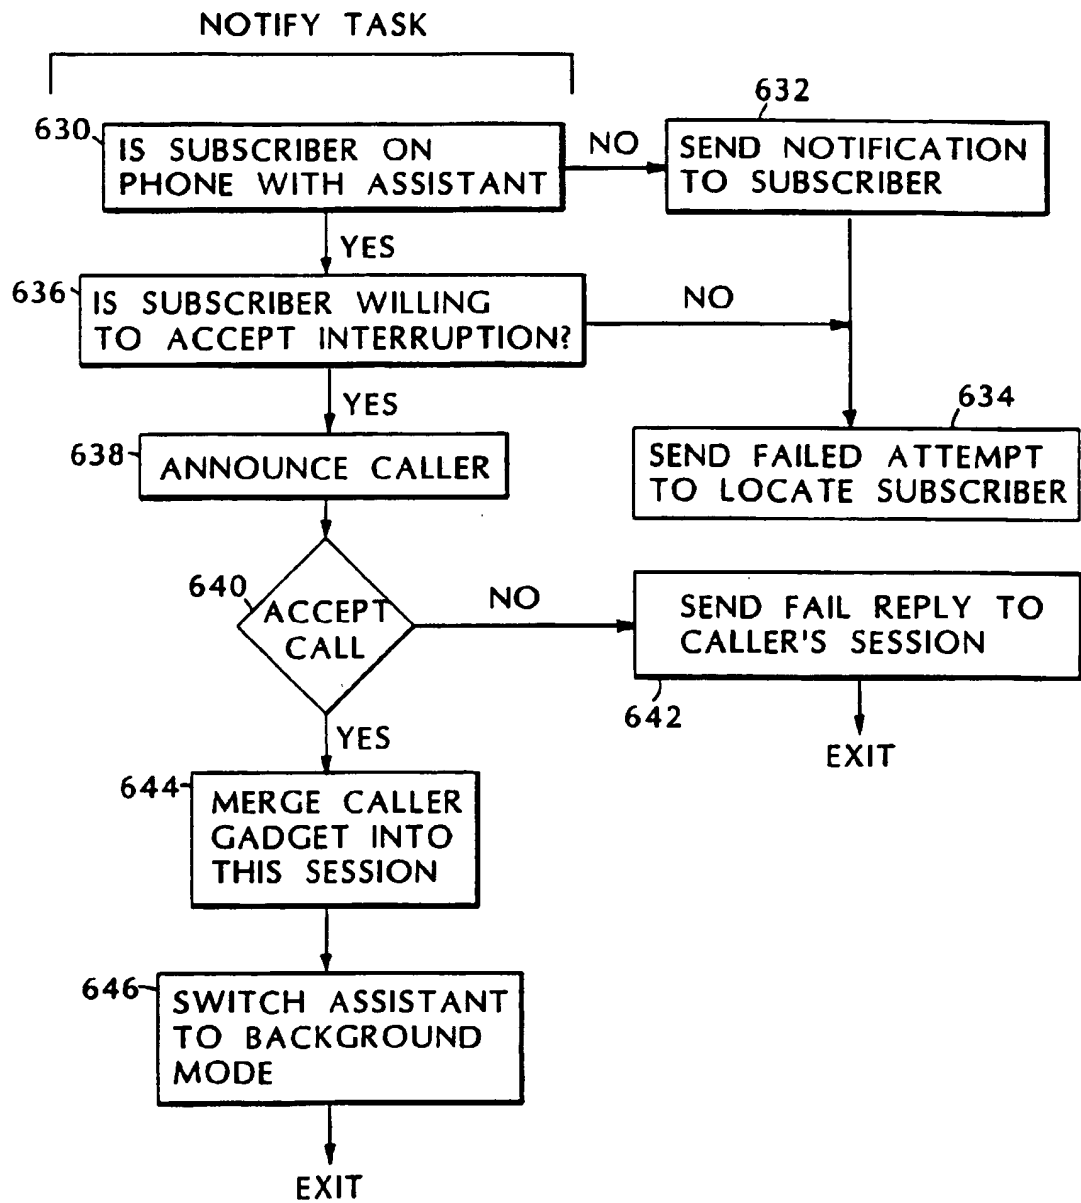 NOTIFY TASK
630
IS SUBSCRIBER ON
PHONE WITH ASSISTANT
NO
632
SEND NOTIFICATION
TO SUBSCRIBER
YES
636
IS SUBSCRIBER WILLING
TO ACCEPT INTERRUPTION?
NO
YES
634
SEND FAILED ATTEMPT
TO LOCATE SUBSCRIBER
638
ANNOUNCE CALLER
640
ACCEPT
CALL
NO
SEND FAIL REPLY TO
CALLER'S SESSION
642
EXIT
YES
644
MERGE CALLER
GADGET INTO
THIS SESSION
646
SWITCH ASSISTANT
TO BACKGROUND
MODE
EXIT